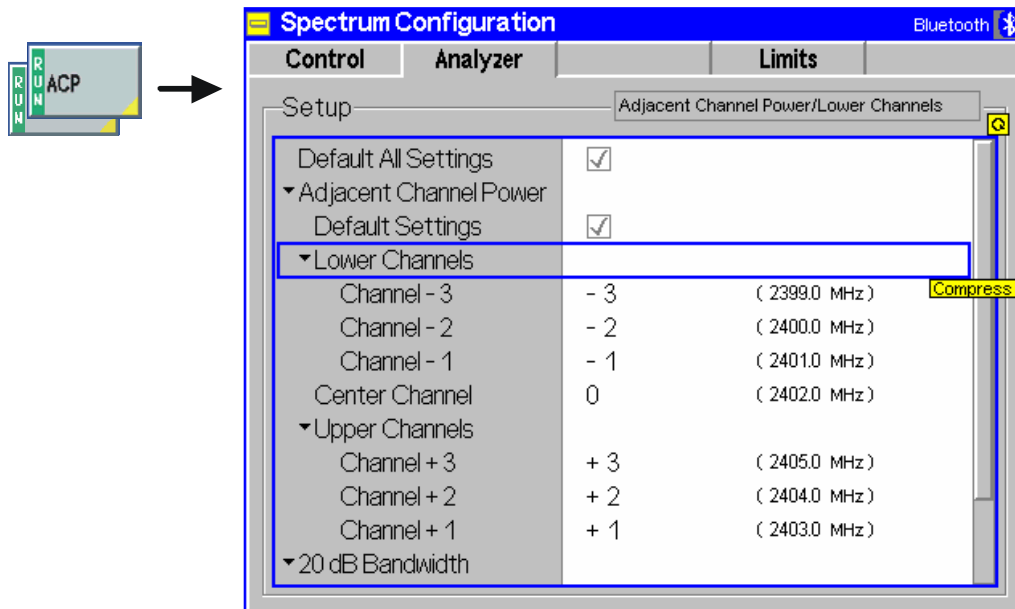 RUN
RUN ACP
Spectrum Configuration Bluetooth
Control Analyzer Limits
Setup Adjacent Channel Power/Lower Channels
Default All Settings
Adjacent Channel Power
Default Settings
Lower Channels
Compress
Channel - 3 - 3 ( 2399.0 MHz )
Channel - 2 - 2 ( 2400.0 MHz )
Channel - 1 - 1 ( 2401.0 MHz )
Center Channel 0 ( 2402.0 MHz )
Upper Channels
Channel + 3 + 3 ( 2405.0 MHz )
Channel + 2 + 2 ( 2404.0 MHz )
Channel + 1 + 1 ( 2403.0 MHz )
20 dB Bandwidth